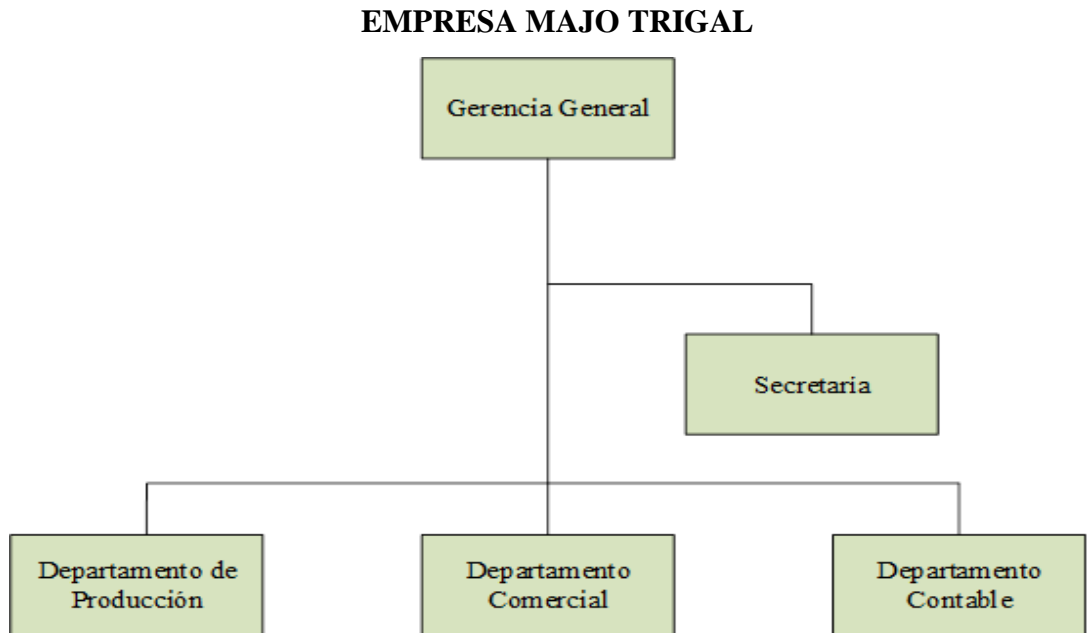 EMPRESA MAJO TRIGAL
Gerencia General
Secretaria
Departamento de
Producción
Departamento
Comercial
Departamento
Contable